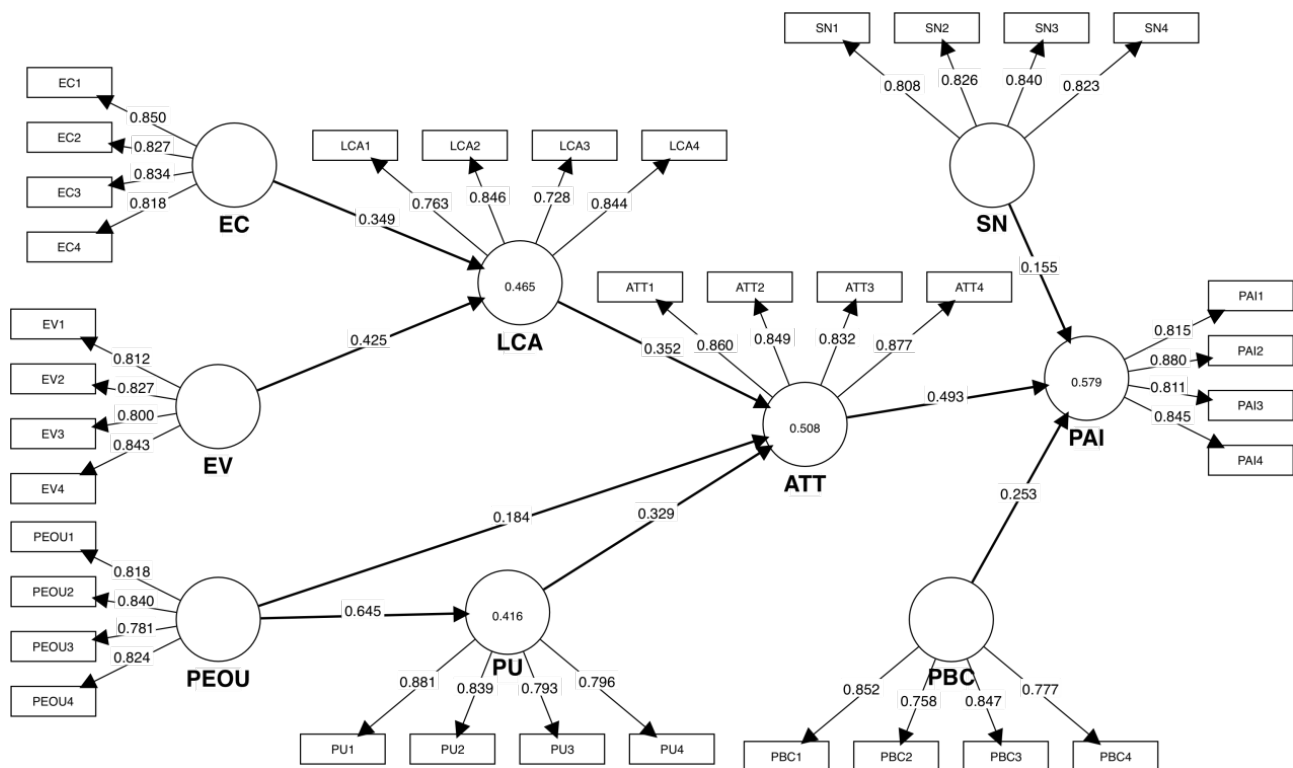 SN1
SN2
SN3
SN4
0.808
0.826
0.840
0.823
SN
EC1
EC2
EC3
EC4
0.850
0.827
0.834
0.818
EC
0.349
LCA1
LCA2
LCA3
LCA4
0.763
0.846
0.728
0.844
0.465
LCA
EV1
EV2
EV3
EV4
0.812
0.827
0.800
0.843
EV
0.425
0.352
ATT1
ATT2
ATT3
ATT4
0.860
0.849
0.832
0.877
0.508
ATT
0.155
0.493
PAI1
PAI2
PAI3
PAI4
0.815
0.880
0.811
0.845
0.579
PAI
PEOU1
PEOU2
PEOU3
PEOU4
0.818
0.840
0.781
0.824
PEOU
0.184
0.645
0.329
0.416
PU
0.881
0.839
0.793
0.796
PU1
PU2
PU3
PU4
0.253
PBC
0.852
0.758
0.847
0.777
PBC1
PBC2
PBC3
PBC4